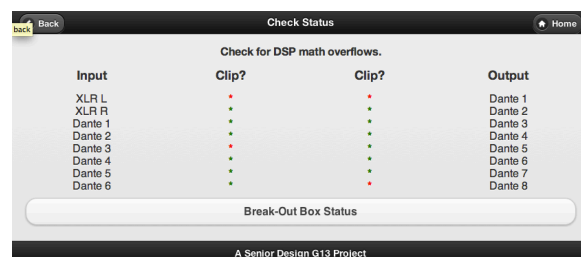 Back Check Status Home
back
Check for DSP math overflows.
Input Clip? Clip? Output
XLR L * * Dante 1
XLR R * * Dante 2
Dante 1 * * Dante 3
Dante 2 * * Dante 4
Dante 3 * * Dante 5
Dante 4 * * Dante 6
Dante 5 * * Dante 7
Dante 6 * * Dante 8
Break-Out Box Status
A Senior Design G13 Project